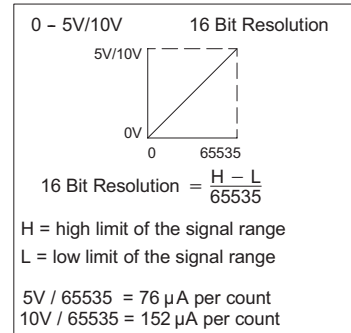 0 – 5V/10V 16 Bit Resolution
5V/10V
0V
0 65535
16 Bit Resolution = H – L / 65535
H = high limit of the signal range
L = low limit of the signal range
5V / 65535 = 76 µA per count
10V / 65535 = 152 µA per count